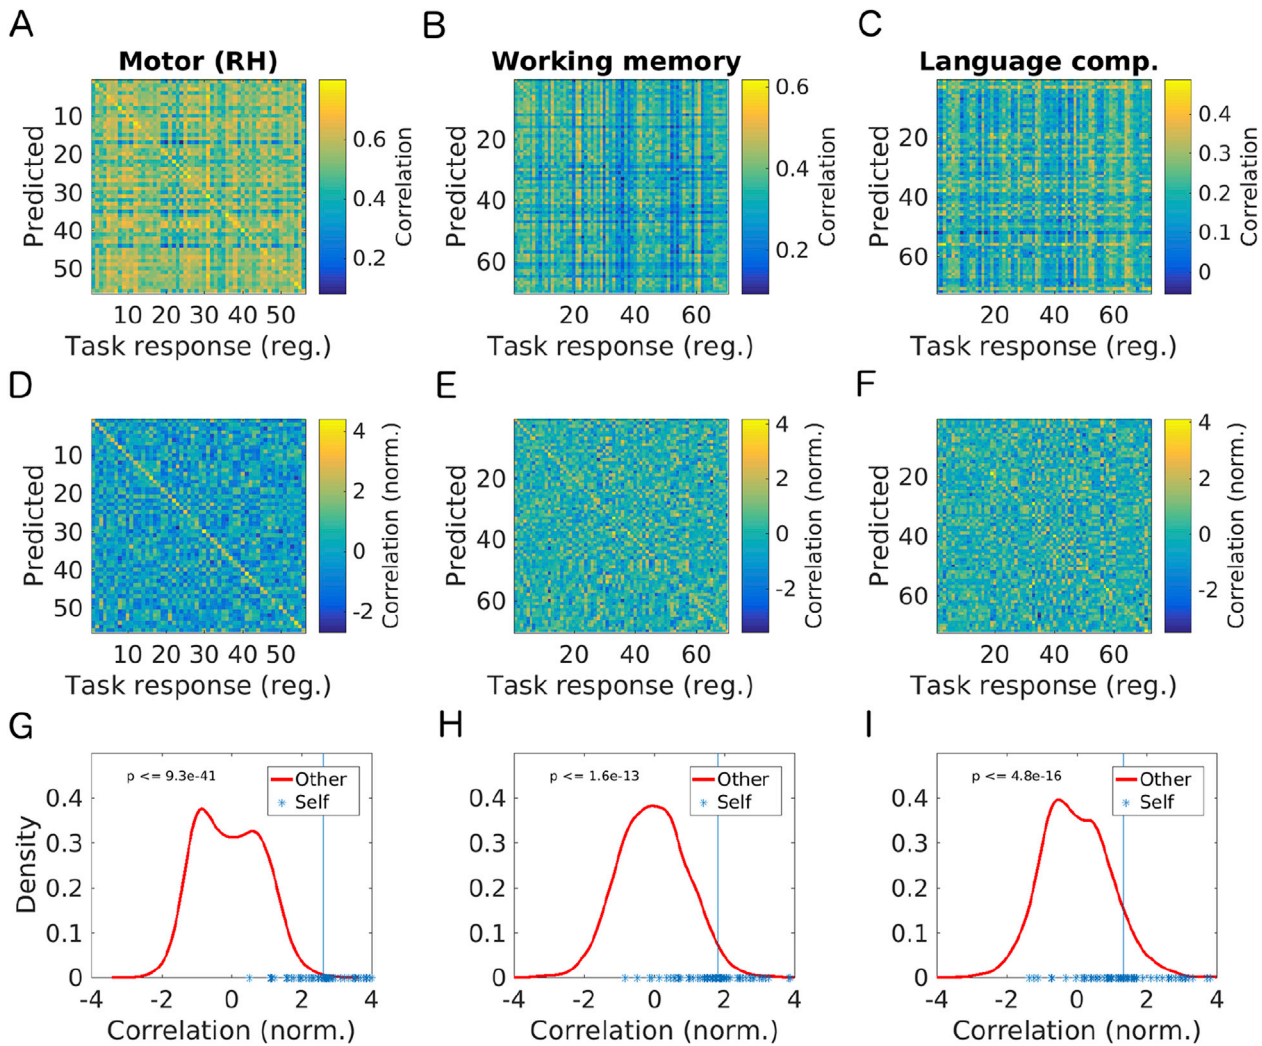 A
B
C
Motor (RH)
Working memory
Language comp.
10
20
30
40
50
Predicted
10 20 30 40 50
Task response (reg.)
0.6
0.4
0.2
Correlation
20
40
60
Predicted
20 40 60
Task response (reg.)
0.6
0.4
0.2
Correlation
20
40
60
Predicted
20 40 60
Task response (reg.)
0.4
0.3
0.2
0.1
0
Correlation
D
E
F
10
20
30
40
50
Predicted
10 20 30 40 50
Task response (reg.)
4
2
0
-2
Correlation (norm.)
20
40
60
Predicted
20 40 60
Task response (reg.)
4
2
0
-2
Correlation (norm.)
20
40
60
Predicted
20 40 60
Task response (reg.)
4
2
0
-2
Correlation (norm.)
G
H
I
p <= 9.3e-41
Other
Self
0.4
0.3
0.2
0.1
0
Density
-4 -2 0 2 4
Correlation (norm.)
p <= 1.6e-13
Other
Self
0.4
0.3
0.2
0.1
0
-4 -2 0 2 4
Correlation (norm.)
p <= 4.8e-16
Other
Self
0.4
0.3
0.2
0.1
0
-4 -2 0 2 4
Correlation (norm.)